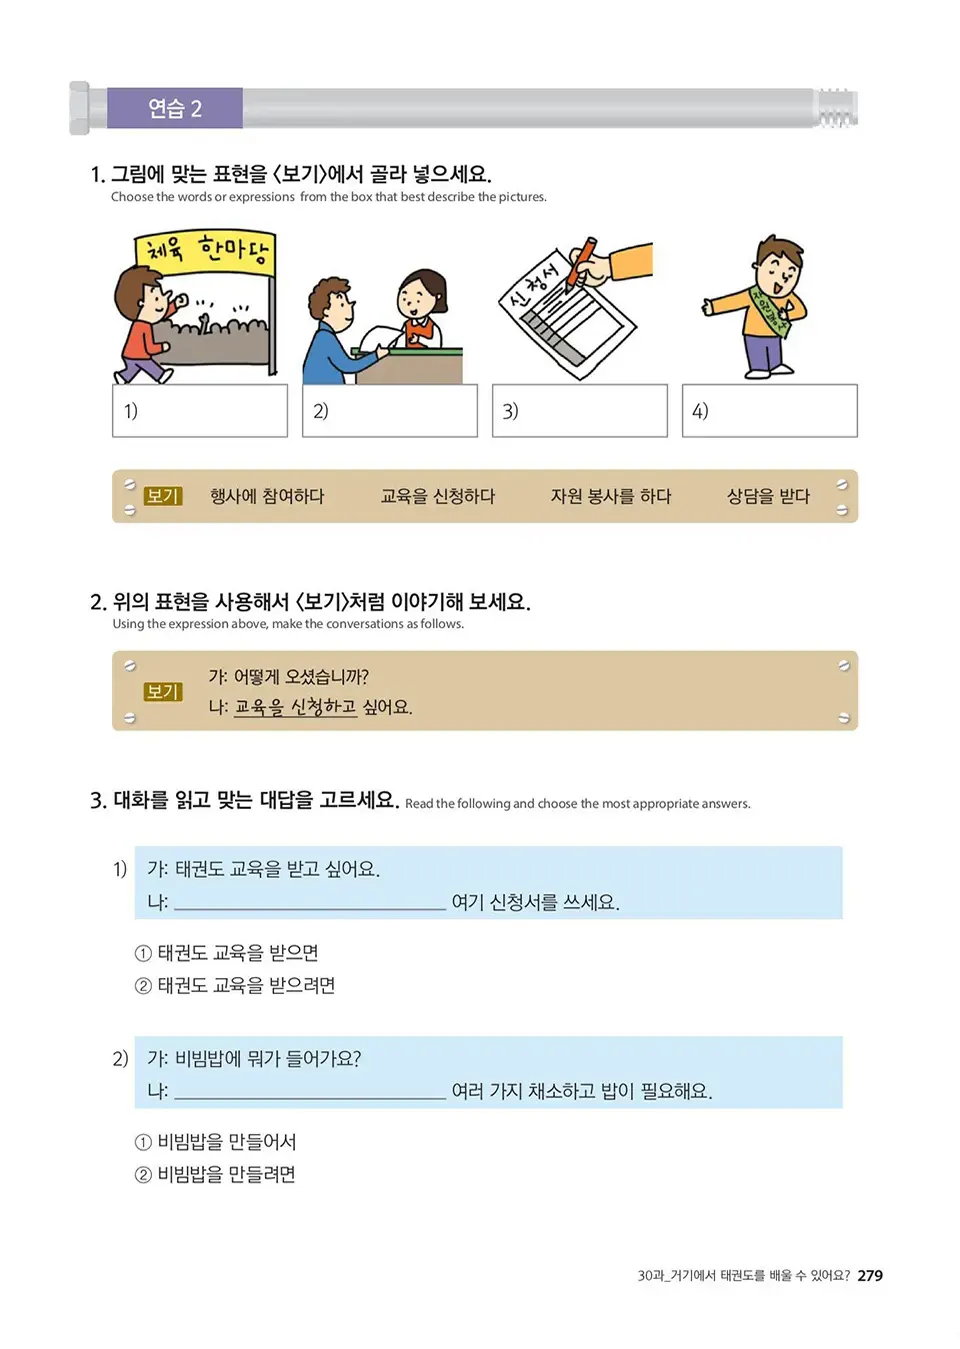 연습 2
1. 그림에 맞는 표현을 〈보기〉에서 골라 넣으세요.
Choose the words or expressions from the box that best describe the pictures.
체육 한마당
신청서
자원봉사
1)
2)
3)
4)
보기 행사에 참여하다 교육을 신청하다 자원 봉사를 하다 상담을 받다
2. 위의 표현을 사용해서 〈보기〉처럼 이야기해 보세요.
Using the expression above, make the conversations as follows.
보기
가: 어떻게 오셨습니까?
나: 교육을 신청하고 싶어요.
3. 대화를 읽고 맞는 대답을 고르세요. Read the following and choose the most appropriate answers.
1) 가: 태권도 교육을 받고 싶어요.
나: ____________________ 여기 신청서를 쓰세요.
① 태권도 교육을 받으면
② 태권도 교육을 받으려면
2) 가: 비빔밥에 뭐가 들어가요?
나: ____________________ 여러 가지 채소하고 밥이 필요해요.
① 비빔밥을 만들어서
② 비빔밥을 만들려면
30과_거기에서 태권도를 배울 수 있어요? 279